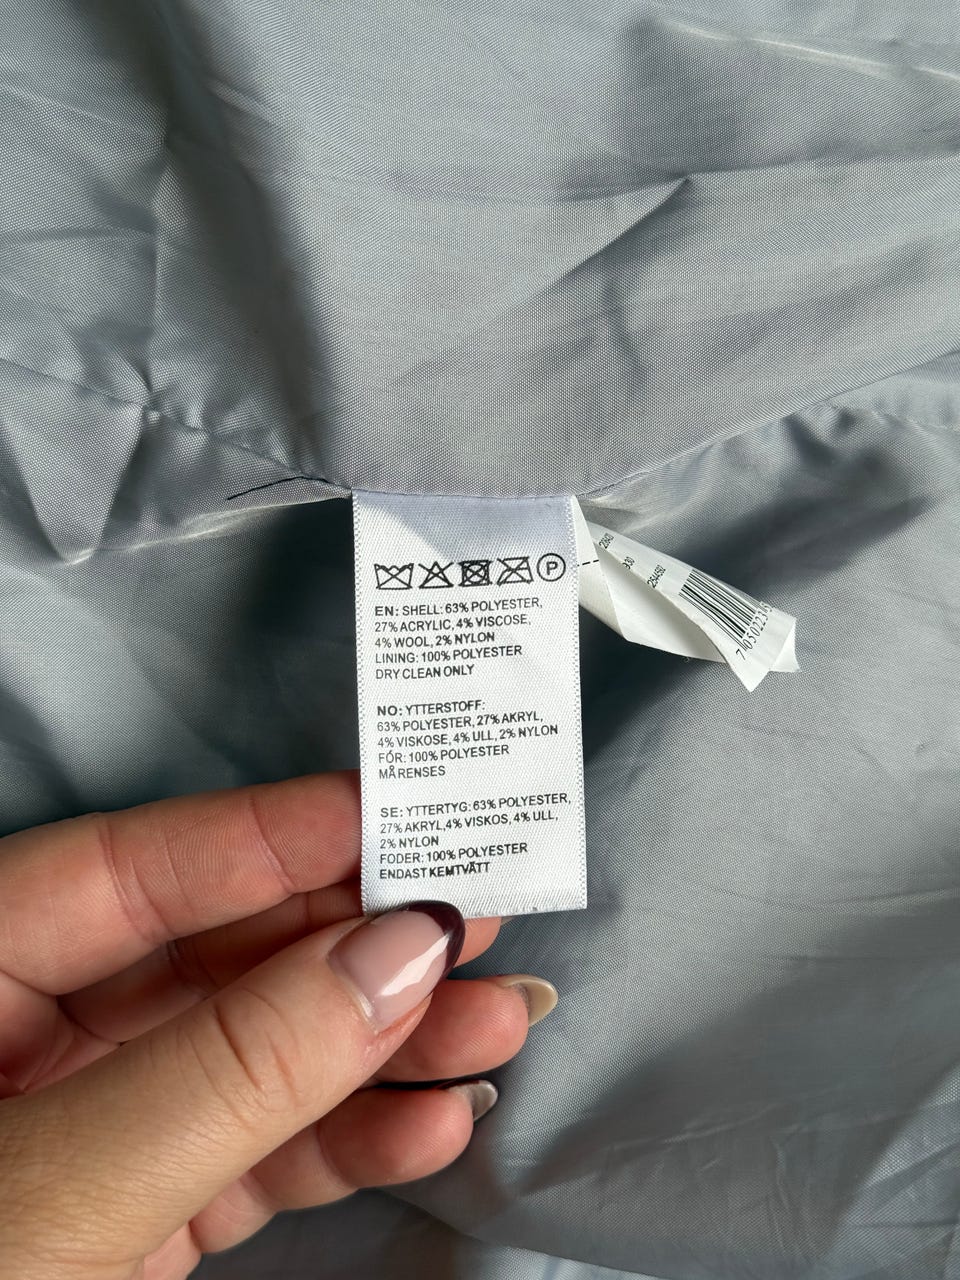 P
EN: SHELL: 63% POLYESTER,
27% ACRYLIC, 4% VISCOSE,
4% WOOL, 2% NYLON
LINING: 100% POLYESTER
DRY CLEAN ONLY
NO: YTTERSTOFF:
63% POLYESTER, 27% AKRYL,
4% VISKOSE, 4% ULL, 2% NYLON
FÓR: 100% POLYESTER
MÅ RENSES
SE: YTTERTYG: 63% POLYESTER,
27% AKRYL, 4% VISKOS, 4% ULL,
2% NYLON
FODER: 100% POLYESTER
ENDAST KEMTVÄTT